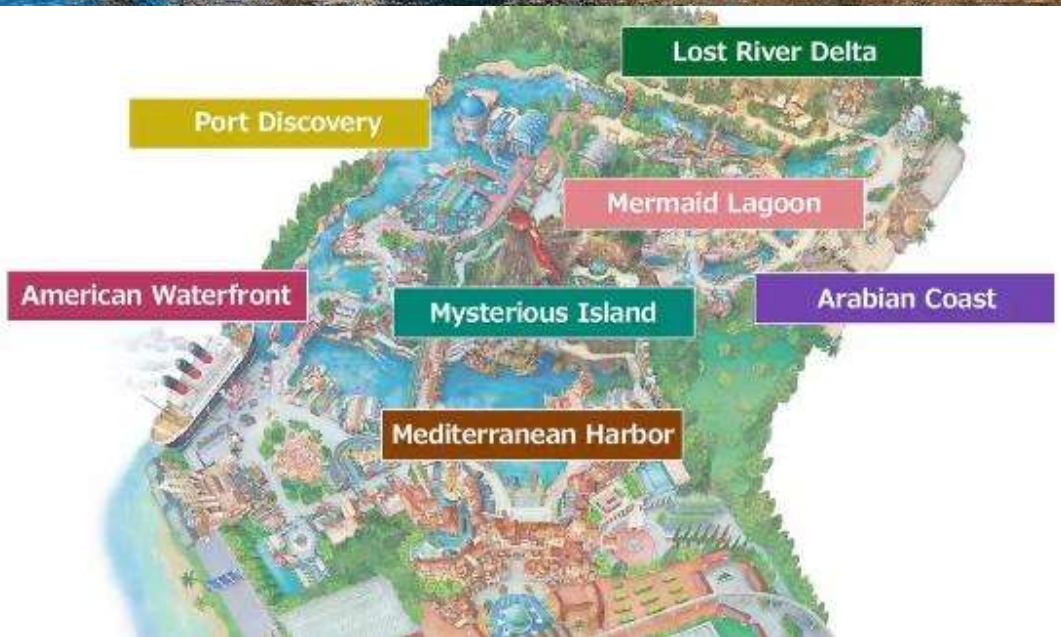 Lost River Delta
Port Discovery
Mermaid Lagoon
American Waterfront
Mysterious Island
Arabian Coast
Mediterranean Harbor